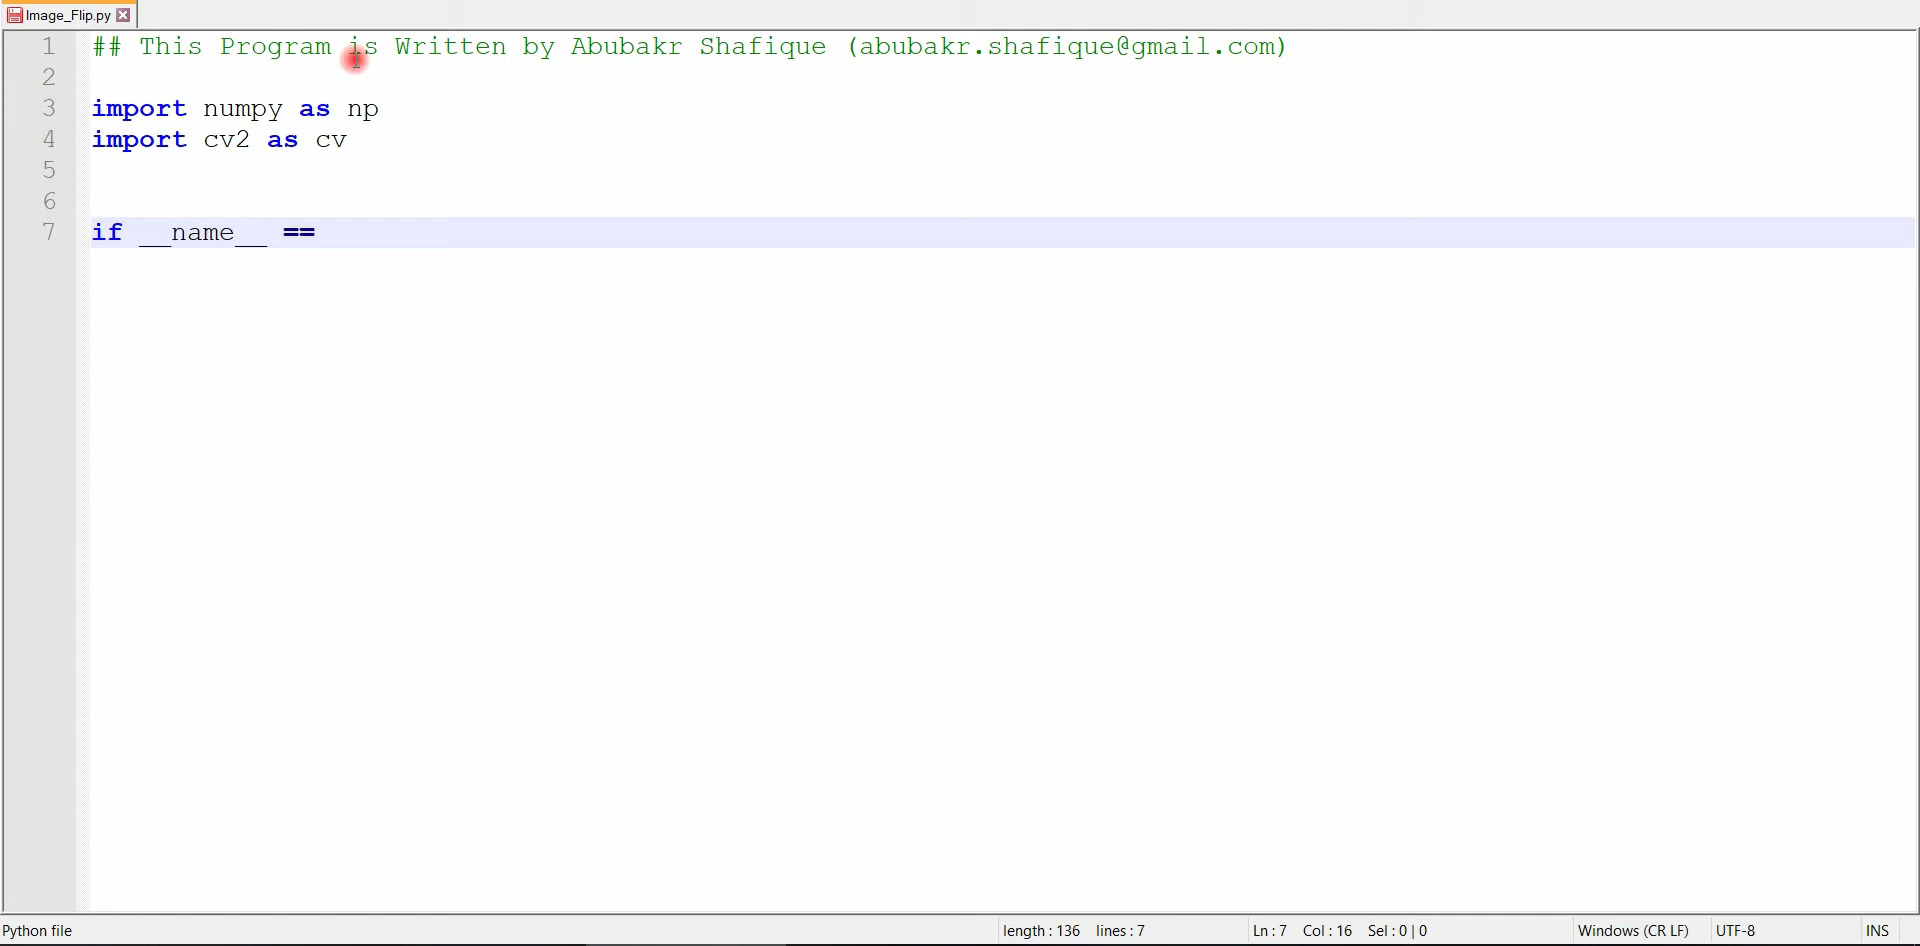 Image_Flip.py
1 ## This Program is Written by Abubakr Shafique (abubakr.shafique@gmail.com)
2
3 import numpy as np
4 import cv2 as cv
5
6
7 if __name__ ==
Python file length : 136 lines : 7 Ln : 7 Col : 16 Sel : 0 | 0 Windows (CR LF) UTF-8 INS